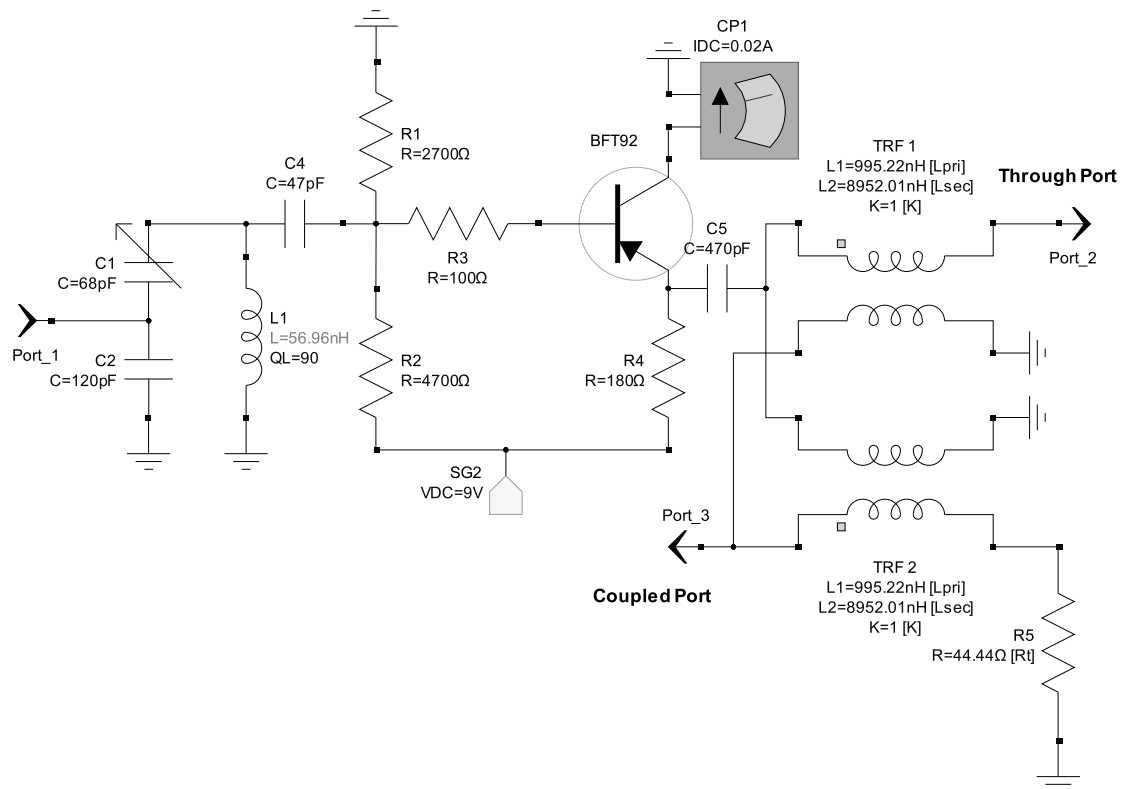 CP1
IDC=0.02A
BFT92
R1
R=2700Ω
TRF 1
L1=995.22nH [Lpri]
L2=8952.01nH [Lsec]
K=1 [K]
Through Port
Port_2
C4
C=47pF
C5
C=470pF
R3
R=100Ω
C1
C=68pF
Port_1
C2
C=120pF
L1
L=56.96nH
QL=90
R2
R=4700Ω
R4
R=180Ω
SG2
VDC=9V
Port_3
Coupled Port
TRF 2
L1=995.22nH [Lpri]
L2=8952.01nH [Lsec]
K=1 [K]
R5
R=44.44Ω [Rt]